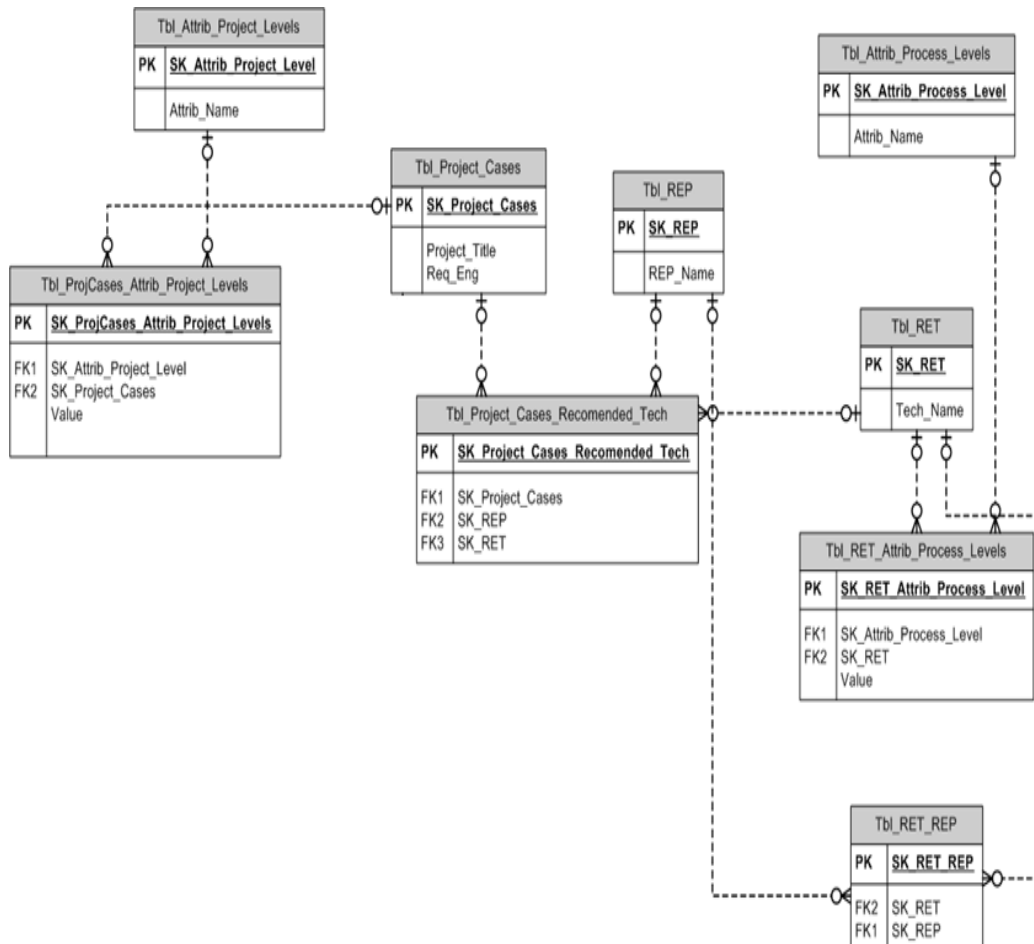 Tbl_Attrib_Project_Levels
PK SK_Attrib_Project_Level
Attrib_Name
Tbl_Attrib_Process_Levels
PK SK_Attrib_Process_Level
Attrib_Name
Tbl_Project_Cases
PK SK_Project_Cases
Project_Title
Req_Eng
Tbl_REP
PK SK_REP
REP_Name
Tbl_ProjCases_Attrib_Project_Levels
PK SK_ProjCases_Attrib_Project_Levels
FK1 SK_Attrib_Project_Level
FK2 SK_Project_Cases
Value
Tbl_RET
PK SK_RET
Tech_Name
Tbl_Project_Cases_Recomended_Tech
PK SK_Project_Cases_Recomended_Tech
FK1 SK_Project_Cases
FK2 SK_REP
FK3 SK_RET
Tbl_RET_Attrib_Process_Levels
PK SK_RET_Attrib_Process_Level
FK1 SK_Attrib_Process_Level
FK2 SK_RET
Value
Tbl_RET_REP
PK SK_RET_REP
FK2 SK_RET
FK1 SK_REP